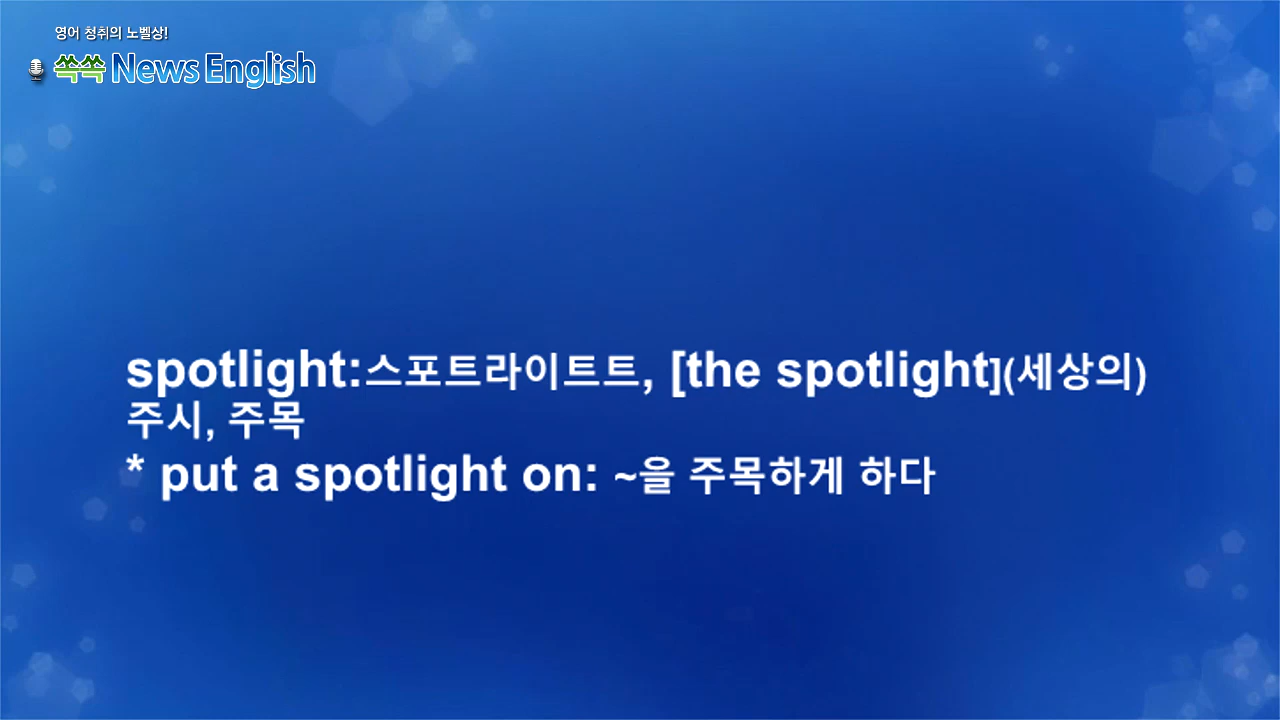 영어 청취의 노벨상!
쏙쏙 News English
spotlight:스포트라이트트, [the spotlight](세상의)
주시, 주목
* put a spotlight on: ~을 주목하게 하다